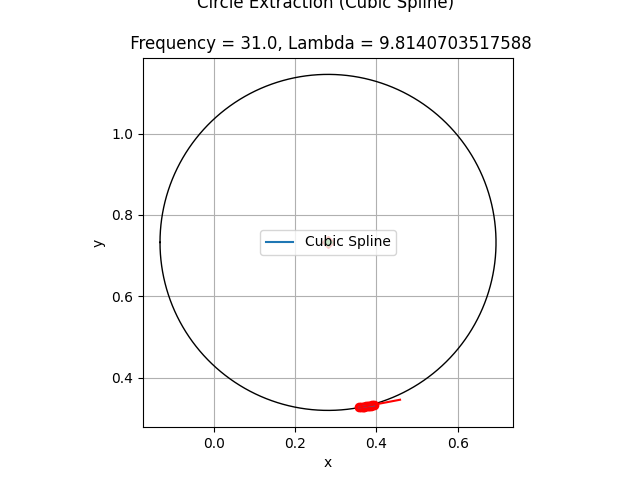 Circle Extraction (Cubic Spline)
Frequency = 31.0, Lambda = 9.8140703517588
1.0
0.8
y
Cubic Spline
0.6
0.4
0.0 0.2 0.4 0.6
x